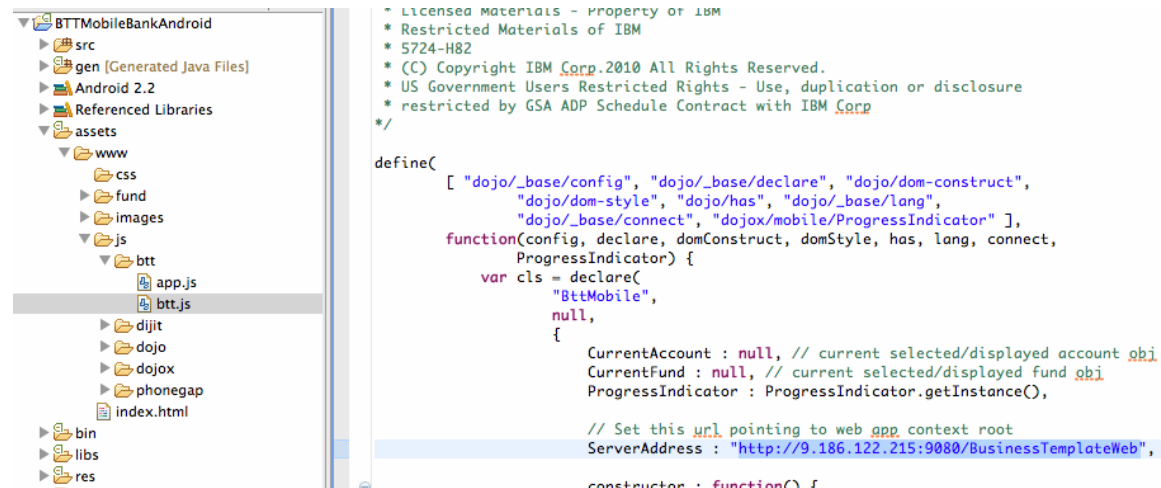 BTTMobileBankAndroid
src
gen [Generated Java Files]
Android 2.2
Referenced Libraries
assets
www
css
fund
images
js
btt
app.js
btt.js
dijit
dojo
dojox
phonegap
index.html
bin
libs
res
* Licensed Materials - Property of IBM
* Restricted Materials of IBM
* 5724-H82
* (C) Copyright IBM Corp.2010 All Rights Reserved.
* US Government Users Restricted Rights - Use, duplication or disclosure
* restricted by GSA ADP Schedule Contract with IBM Corp
*/
define(
[ "dojo/_base/config", "dojo/_base/declare", "dojo/dom-construct",
"dojo/dom-style", "dojo/has", "dojo/_base/lang",
"dojo/_base/connect", "dojox/mobile/ProgressIndicator" ],
function(config, declare, domConstruct, domStyle, has, lang, connect,
ProgressIndicator) {
var cls = declare(
"BttMobile",
null,
{
CurrentAccount : null, // current selected/displayed account obj
CurrentFund : null, // current selected/displayed fund obj
ProgressIndicator : ProgressIndicator.getInstance(),
// Set this url pointing to web app context root
ServerAddress : "http://9.186.122.215:9080/BusinessTemplateWeb",
constructor : function() {